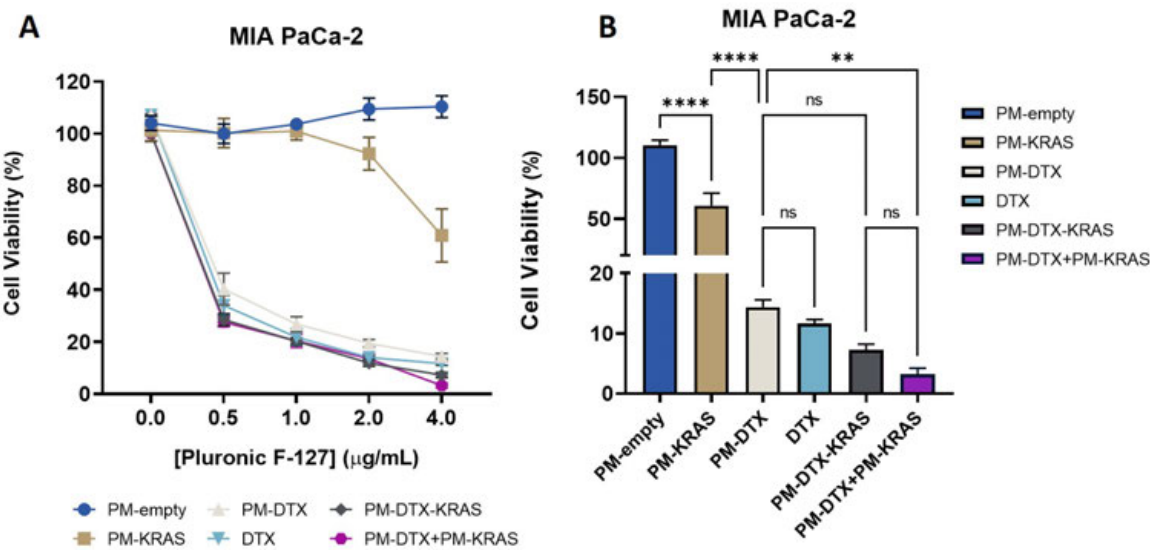 A
MIA PaCa-2
Cell Viability (%)
120
100
80
60
40
20
0
0.0 0.5 1.0 2.0 4.0
[Pluronic F-127] (μg/mL)
PM-empty PM-DTX PM-DTX-KRAS
PM-KRAS DTX PM-DTX+PM-KRAS
B
MIA PaCa-2
**** **
**** ns
ns ns
Cell Viability (%)
150
100
50
20
10
0
PM-empty
PM-KRAS
PM-DTX
DTX
PM-DTX-KRAS
PM-DTX+PM-KRAS
PM-empty
PM-KRAS
PM-DTX
DTX
PM-DTX-KRAS
PM-DTX+PM-KRAS